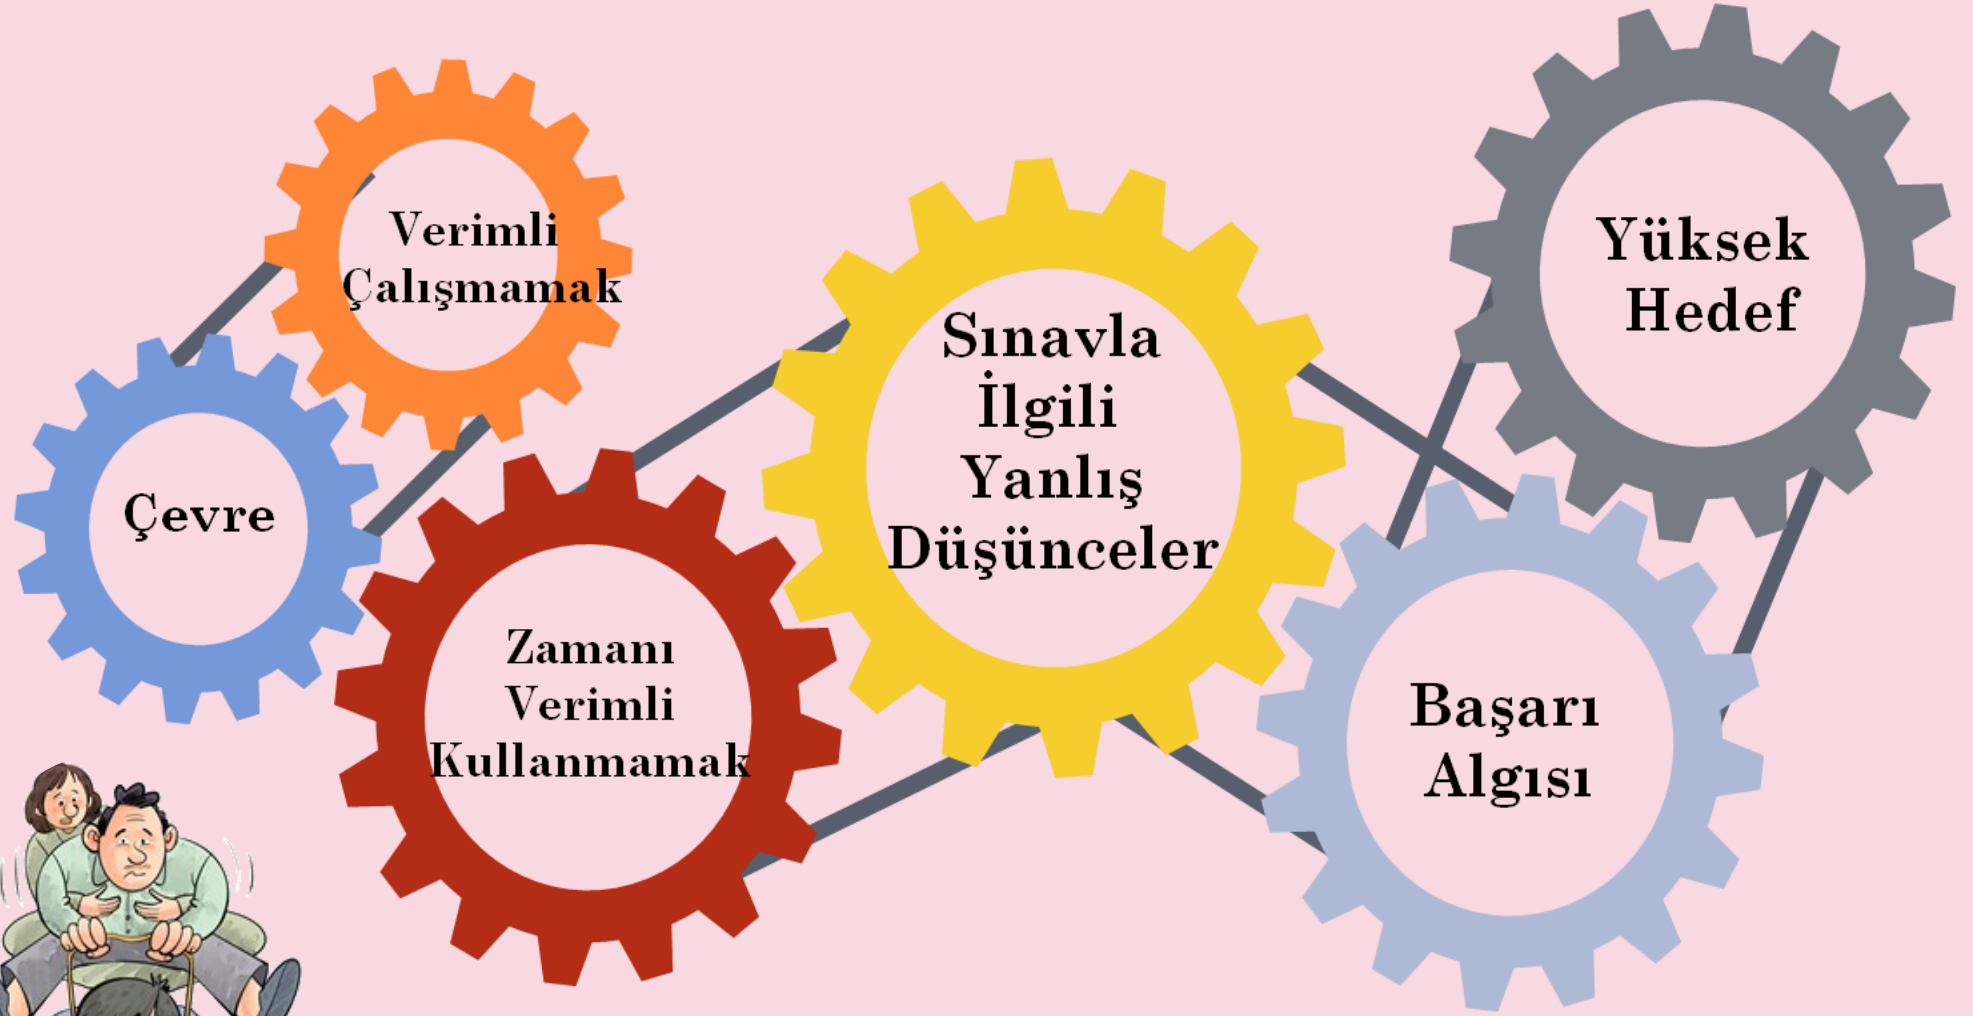 Verimli
Çalışmamak
Çevre
Zamanı
Verimli
Kullanmamak
Sınavla
İlgili
Yanlış
Düşünceler
Yüksek
Hedef
Başarı
Algısı